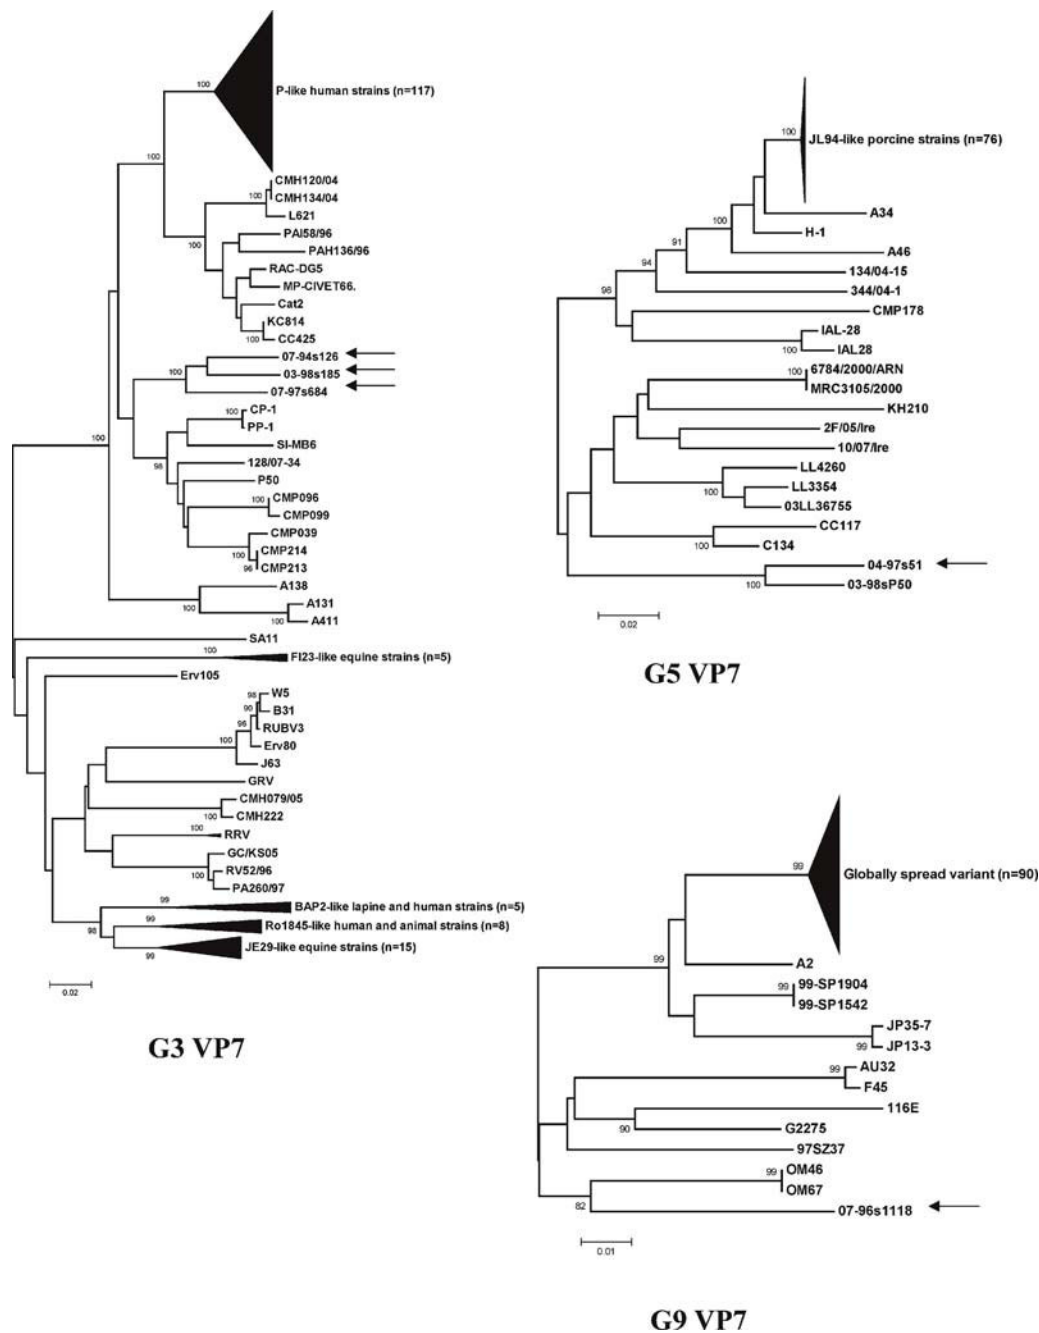 100
P-like human strains (n=117)
100
CMH120/04
CMH134/04
100
L621
PAI58/96
100
PAH136/96
RAC-DG5
MP-CIVET66.
Cat2
KC814
100
CC425
07-94s126
03-98s185
07-97s684
100
CP-1
PP-1
100
SI-MB6
98
128/07-34
P50
100
CMP096
CMP099
CMP039
100
CMP214
96
CMP213
A138
100
A131
100
A411
SA11
100
FI23-like equine strains (n=5)
Erv105
98
W5
90
B31
96
RUBV3
100
Erv80
J63
GRV
CMH079/05
100
CMH222
100
RRV
GC/KS05
100
RV52/96
PA260/97
99
BAP2-like lapine and human strains (n=5)
98
99
Ro1845-like human and animal strains (n=8)
99
JE29-like equine strains (n=15)
0.02
G3 VP7
100
JL94-like porcine strains (n=76)
100
A34
H-1
91
A46
94
134/04-15
98
344/04-1
CMP178
IAL-28
100
IAL28
100
6784/2000/ARN
MRC3105/2000
KH210
2F/05/Ire
10/07/Ire
LL4260
100
LL3354
03LL36755
CC117
100
C134
04-97s51
100
03-98sP50
0.02
G5 VP7
99
Globally spread variant (n=90)
99
A2
99
99-SP1904
99-SP1542
JP35-7
99
JP13-3
99
AU32
F45
116E
90
G2275
97SZ37
99
OM46
OM67
82
07-96s1118
0.01
G9 VP7